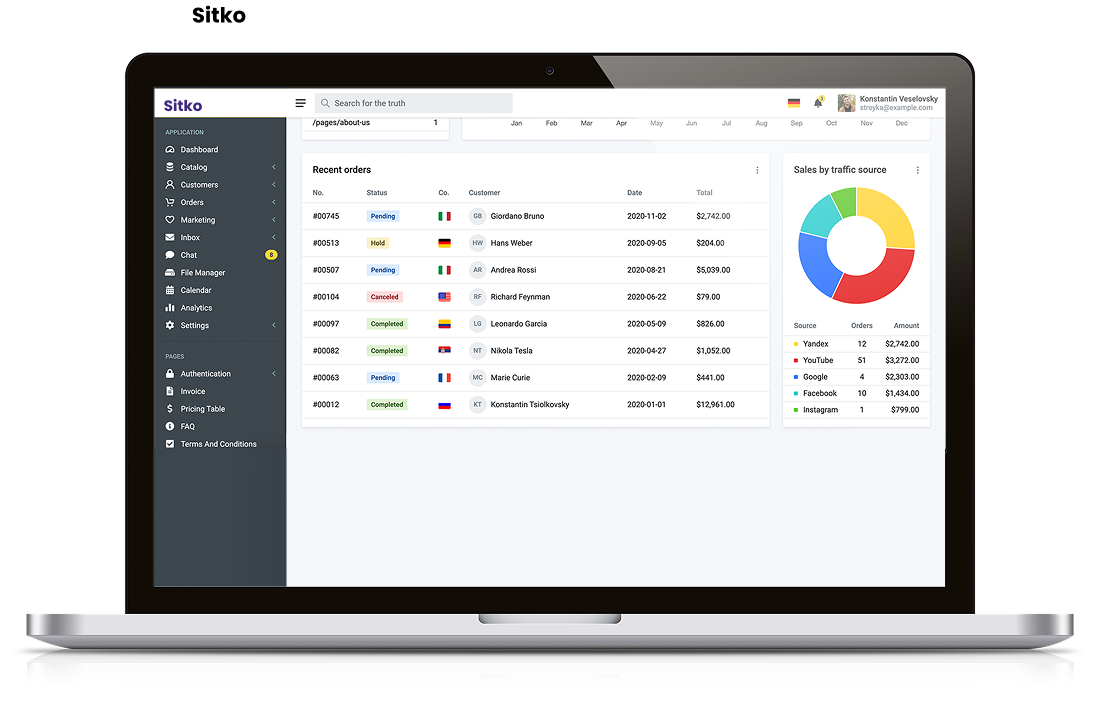 Sitko
Sitko
Search for the truth
3
Konstantin Veselovsky
stroyka@example.com
APPLICATION
Dashboard
Catalog
Customers
Orders
Marketing
Inbox
Chat 8
File Manager
Calendar
Analytics
Settings
PAGES
Authentication
Invoice
Pricing Table
FAQ
Terms And Conditions
/pages/about-us 1
Jan Feb Mar Apr May Jun Jul Aug Sep Oct Nov Dec
Recent orders
No. Status Co. Customer Date Total
#00745 Pending GB Giordano Bruno 2020-11-02 $2,742.00
#00513 Hold HW Hans Weber 2020-09-05 $204.00
#00507 Pending AR Andrea Rossi 2020-08-21 $5,039.00
#00104 Canceled RF Richard Feynman 2020-06-22 $79.00
#00097 Completed LG Leonardo Garcia 2020-05-09 $826.00
#00082 Completed NT Nikola Tesla 2020-04-27 $1,052.00
#00063 Pending MC Marie Curie 2020-02-09 $441.00
#00012 Completed KT Konstantin Tsiolkovsky 2020-01-01 $12,961.00
Sales by traffic source
Source Orders Amount
Yandex 12 $2,742.00
YouTube 51 $3,272.00
Google 4 $2,303.00
Facebook 10 $1,434.00
Instagram 1 $799.00